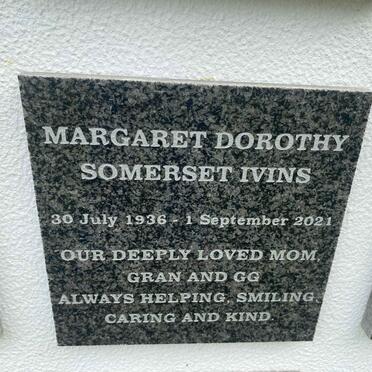 MARGARET DOROTHY
SOMERSET IVINS
30 July 1936 - 1 September 2021
OUR DEEPLY LOVED MOM,
GRAN AND GG
ALWAYS HELPING, SMILING,
CARING AND KIND.